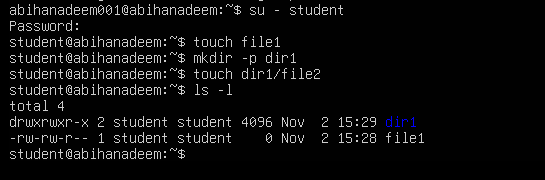 abihanadeem001@abihanadeem:~$ su - student
Password:
student@abihanadeem:~$ touch file1
student@abihanadeem:~$ mkdir -p dir1
student@abihanadeem:~$ touch dir1/file2
student@abihanadeem:~$ ls -l
total 4
drwxrwxr-x 2 student student 4096 Nov  2 15:29 dir1
-rw-rw-r-- 1 student student    0 Nov  2 15:28 file1
student@abihanadeem:~$